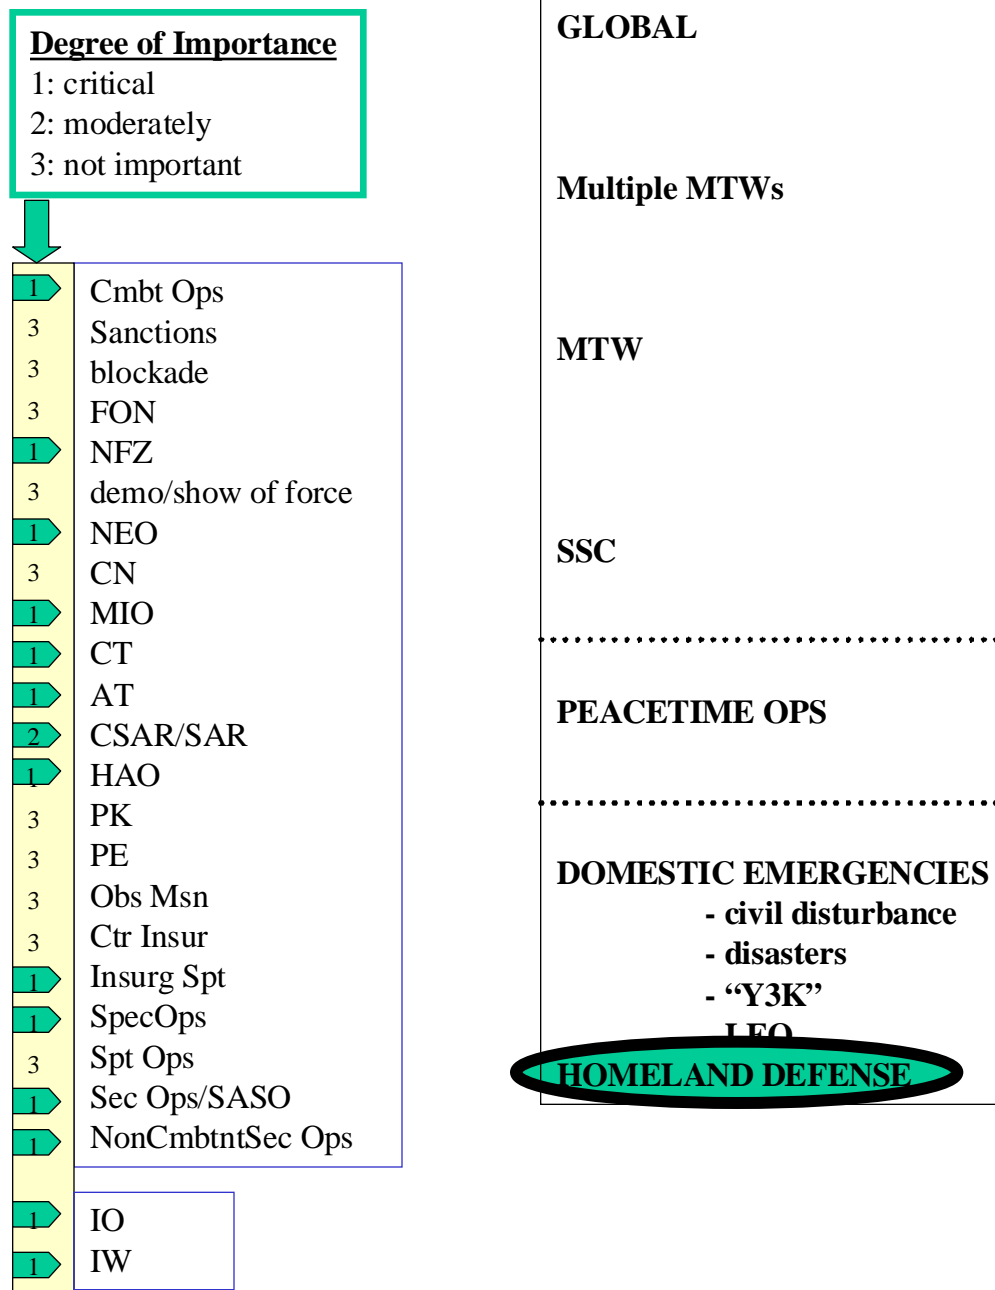 Degree of Importance
1: critical
2: moderately
3: not important
1 Cmbt Ops
3 Sanctions
3 blockade
3 FON
1 NFZ
3 demo/show of force
1 NEO
3 CN
1 MIO
1 CT
1 AT
2 CSAR/SAR
1 HAO
3 PK
3 PE
3 Obs Msn
3 Ctr Insur
1 Insurg Spt
1 SpecOps
3 Spt Ops
1 Sec Ops/SASO
1 NonCmbtntSec Ops
1 IO
1 IW
GLOBAL
Multiple MTWs
MTW
SSC
PEACETIME OPS
DOMESTIC EMERGENCIES
- civil disturbance
- disasters
- “Y3K”
HOMELAND DEFENSE